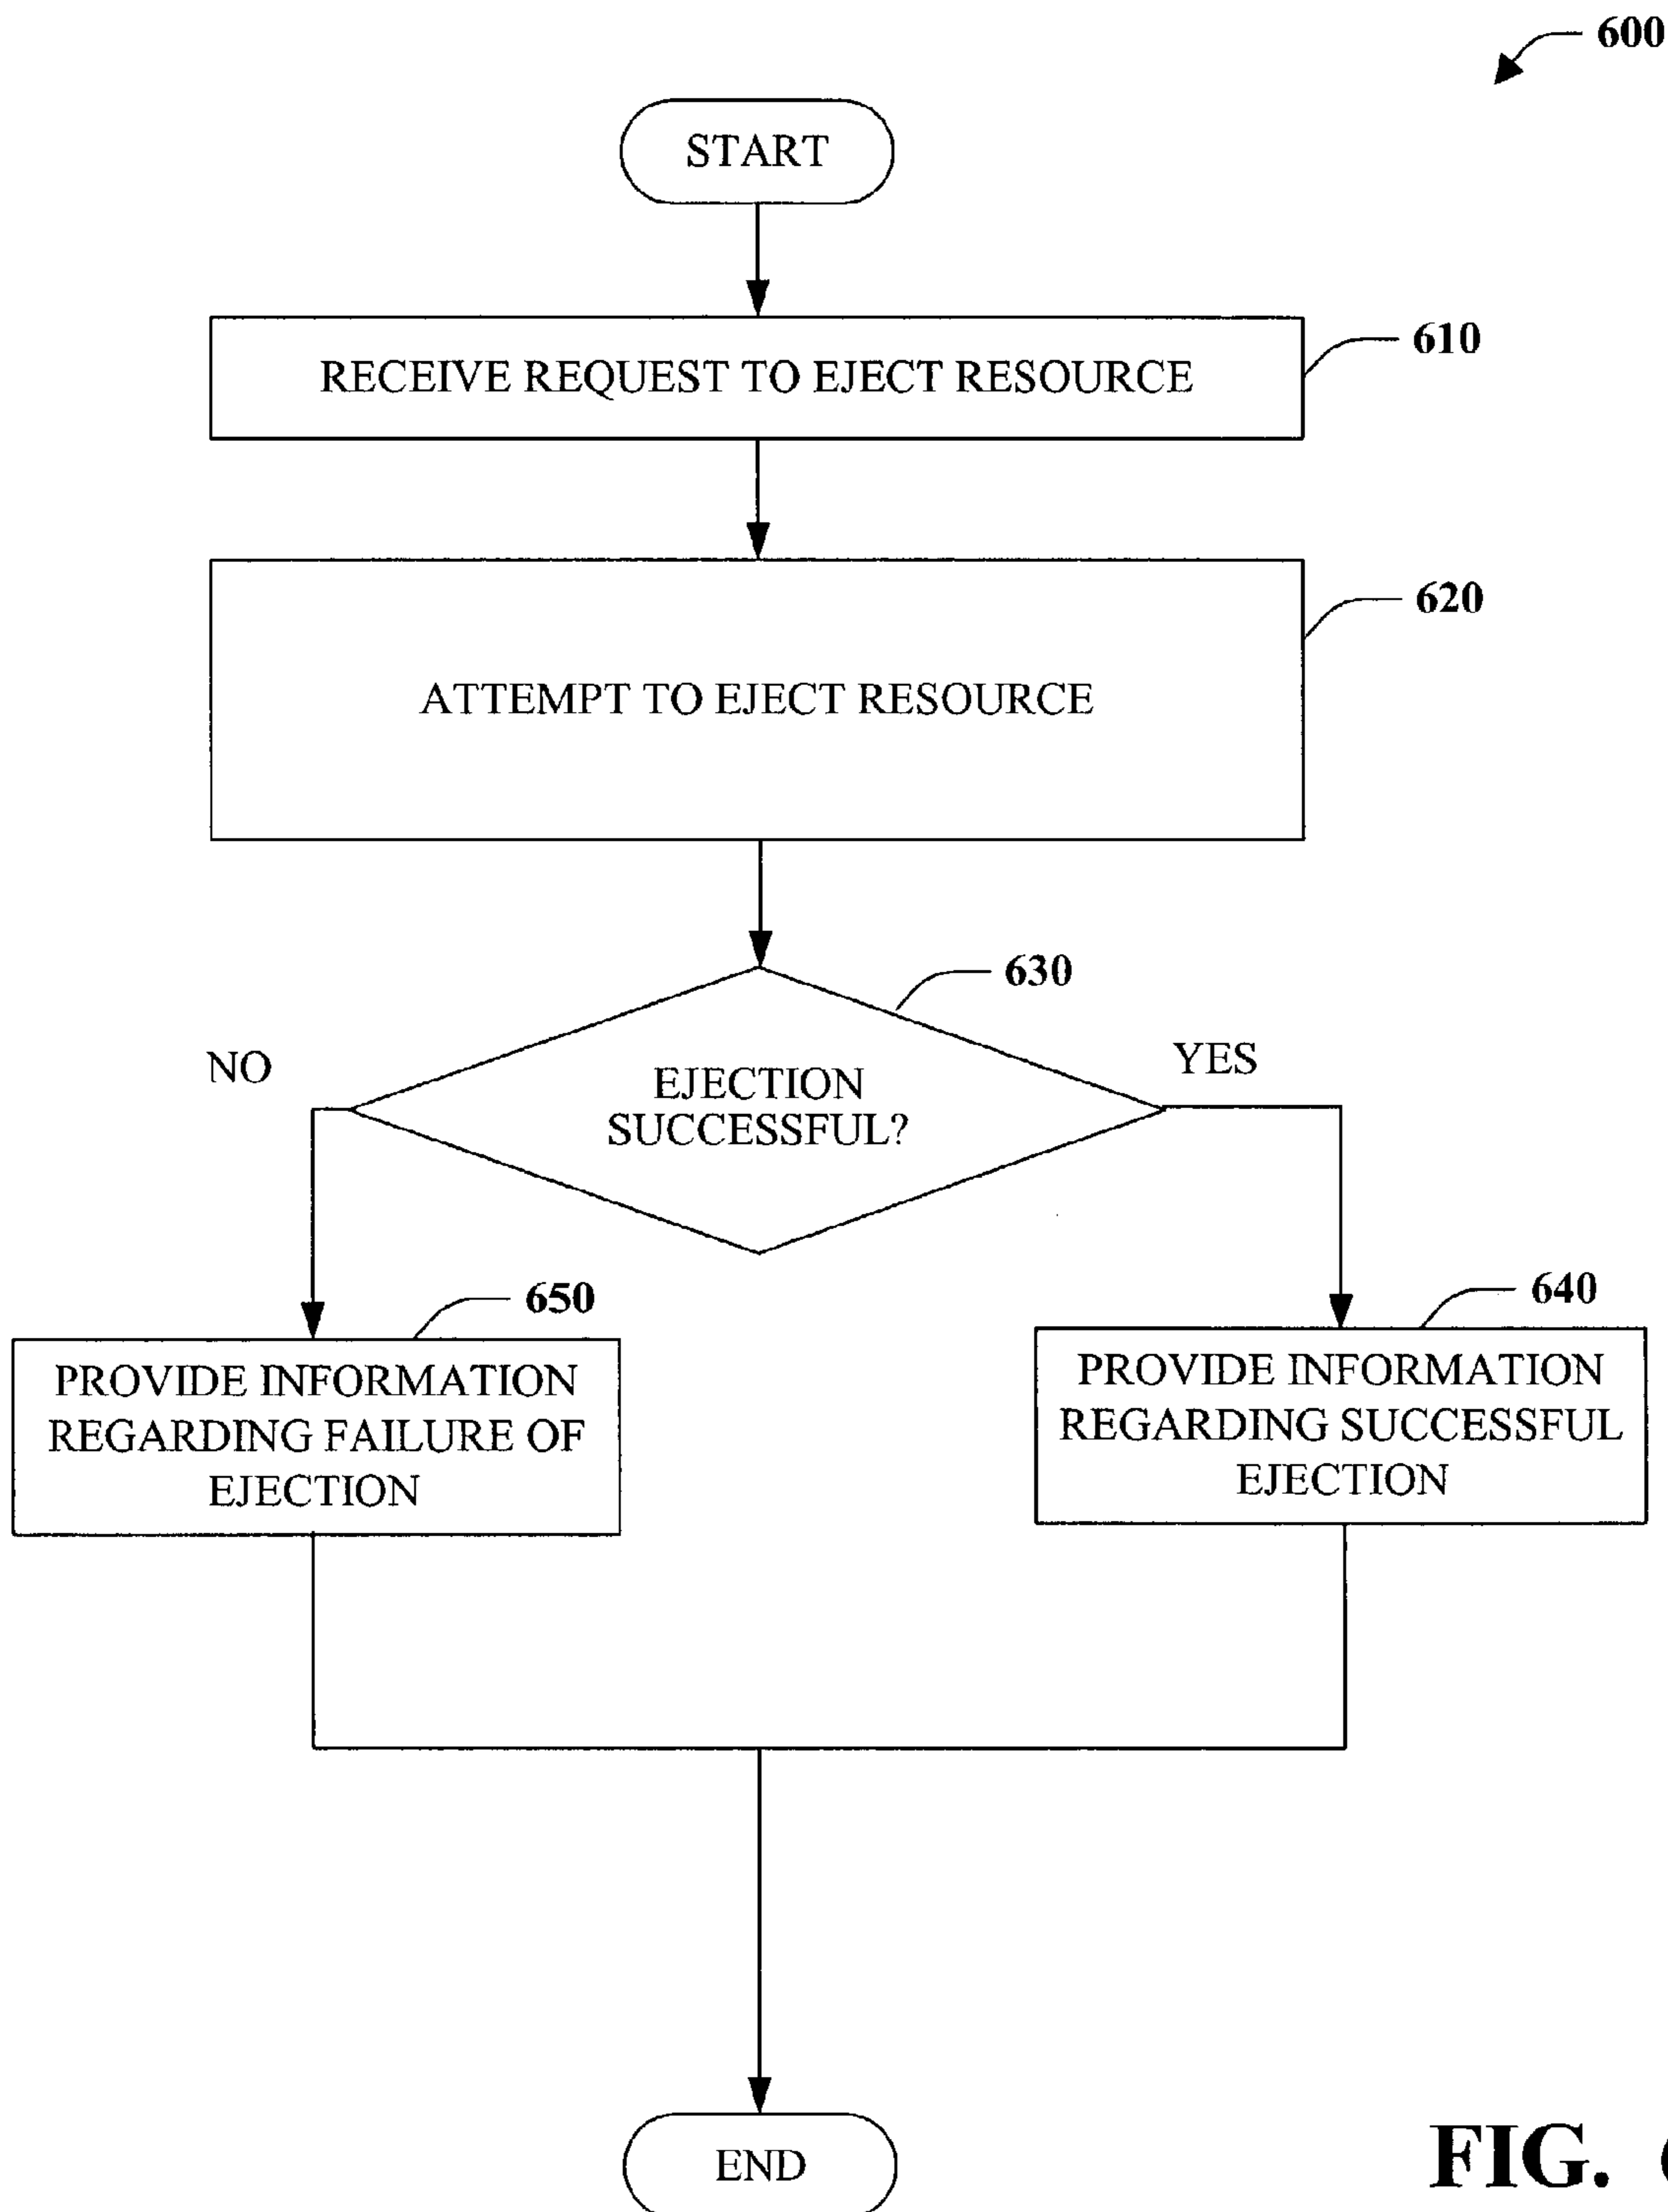 600
START
RECEIVE REQUEST TO EJECT RESOURCE
610
ATTEMPT TO EJECT RESOURCE
620
630
NO
YES
EJECTION
SUCCESSFUL?
650
640
PROVIDE INFORMATION
REGARDING FAILURE OF
EJECTION
PROVIDE INFORMATION
REGARDING SUCCESSFUL
EJECTION
END
FIG.